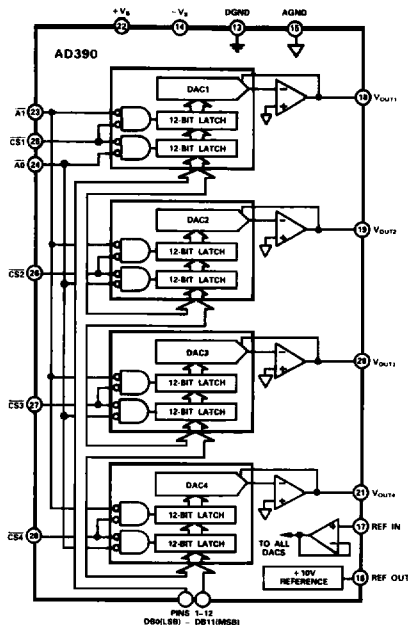 +VS −VS DGND AGND
22 14 13 15
AD390
DAC1
A1 23
12-BIT LATCH
18 VOUT1
CS1 25
12-BIT LATCH
A0 24
DAC2
19 VOUT2
12-BIT LATCH
CS2 26
12-BIT LATCH
DAC3
20 VOUT3
12-BIT LATCH
CS3 27
12-BIT LATCH
DAC4
21 VOUT4
12-BIT LATCH
17 REF IN
CS4 28
12-BIT LATCH
TO ALL
DACS
+10V
REFERENCE
16 REF OUT
PINS 1–12
DB0(LSB) – DB11(MSB)